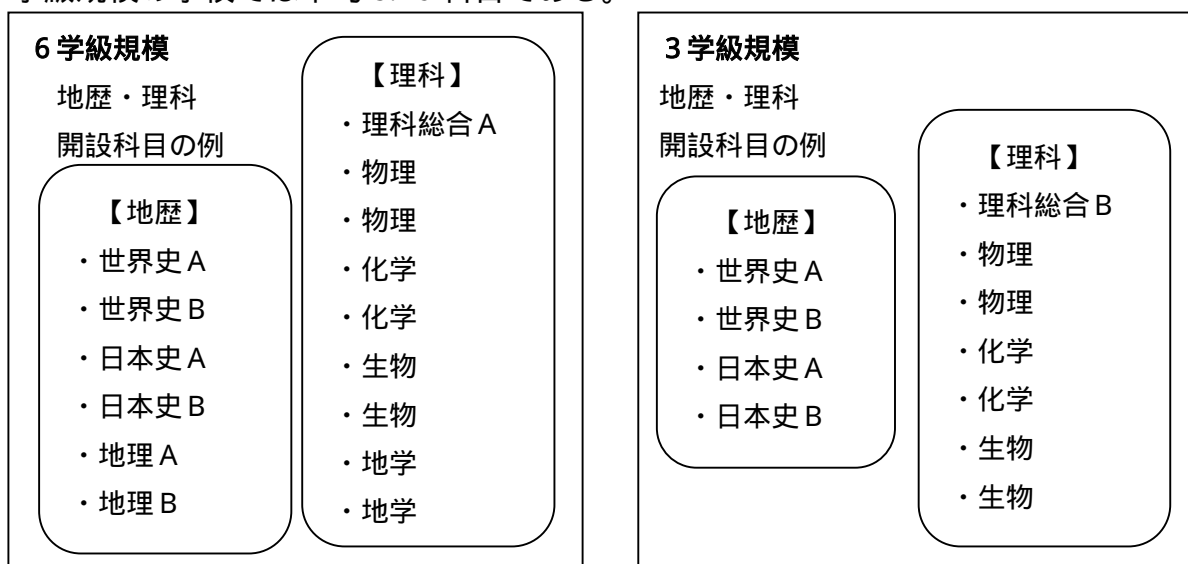 6学級規模
地歴・理科
開設科目の例
【地歴】
・世界史A
・世界史B
・日本史A
・日本史B
・地理A
・地理B
【理科】
・理科総合A
・物理
・物理
・化学
・化学
・生物
・生物
・地学
・地学
3学級規模
地歴・理科
開設科目の例
【地歴】
・世界史A
・世界史B
・日本史A
・日本史B
【理科】
・理科総合B
・物理
・物理
・化学
・化学
・生物
・生物